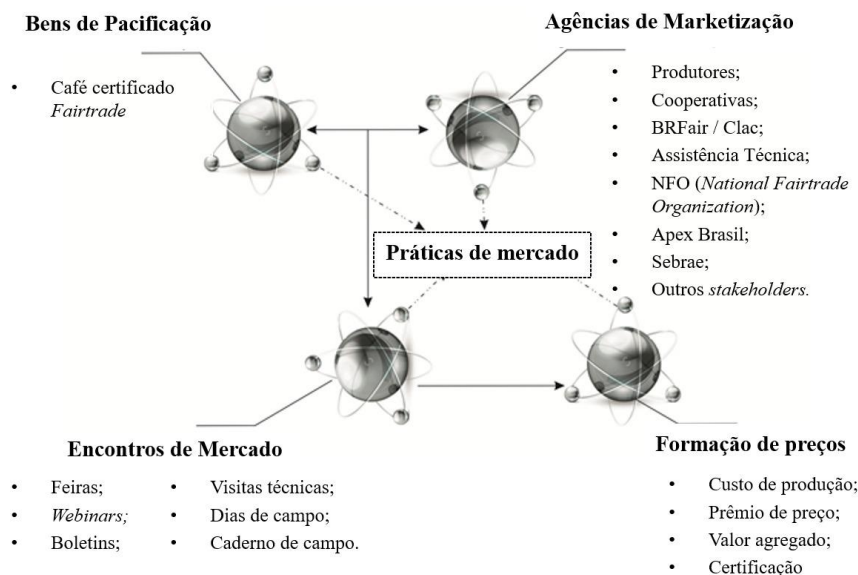 Bens de Pacificação
• Café certificado
Fairtrade
Agências de Marketização
• Produtores;
• Cooperativas;
• BRFair / Clac;
• Assistência Técnica;
• NFO (National Fairtrade
Organization);
• Apex Brasil;
• Sebrae;
• Outros stakeholders.
Práticas de mercado
Encontros de Mercado
• Feiras;
• Webinars;
• Boletins;
• Visitas técnicas;
• Dias de campo;
• Caderno de campo.
Formação de preços
• Custo de produção;
• Prêmio de preço;
• Valor agregado;
• Certificação